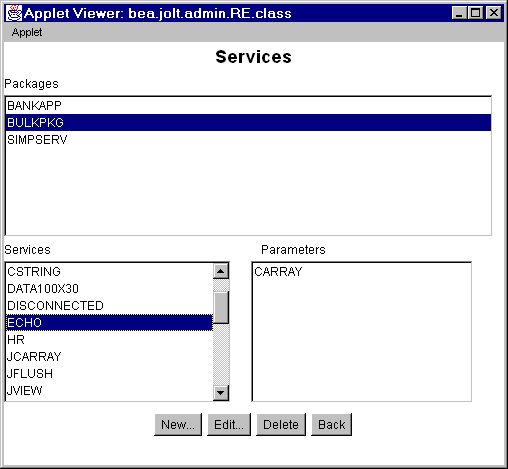 Applet Viewer: bea.jolt.admin.RE.class
Applet
Services
Packages
BANKAPP
BULKPKG
SIMPSERV
Services
Parameters
CSTRING
CARRAY
DATA100X30
DISCONNECTED
ECHO
HR
JCARRAY
JFLUSH
JVIEW
New... Edit... Delete Back